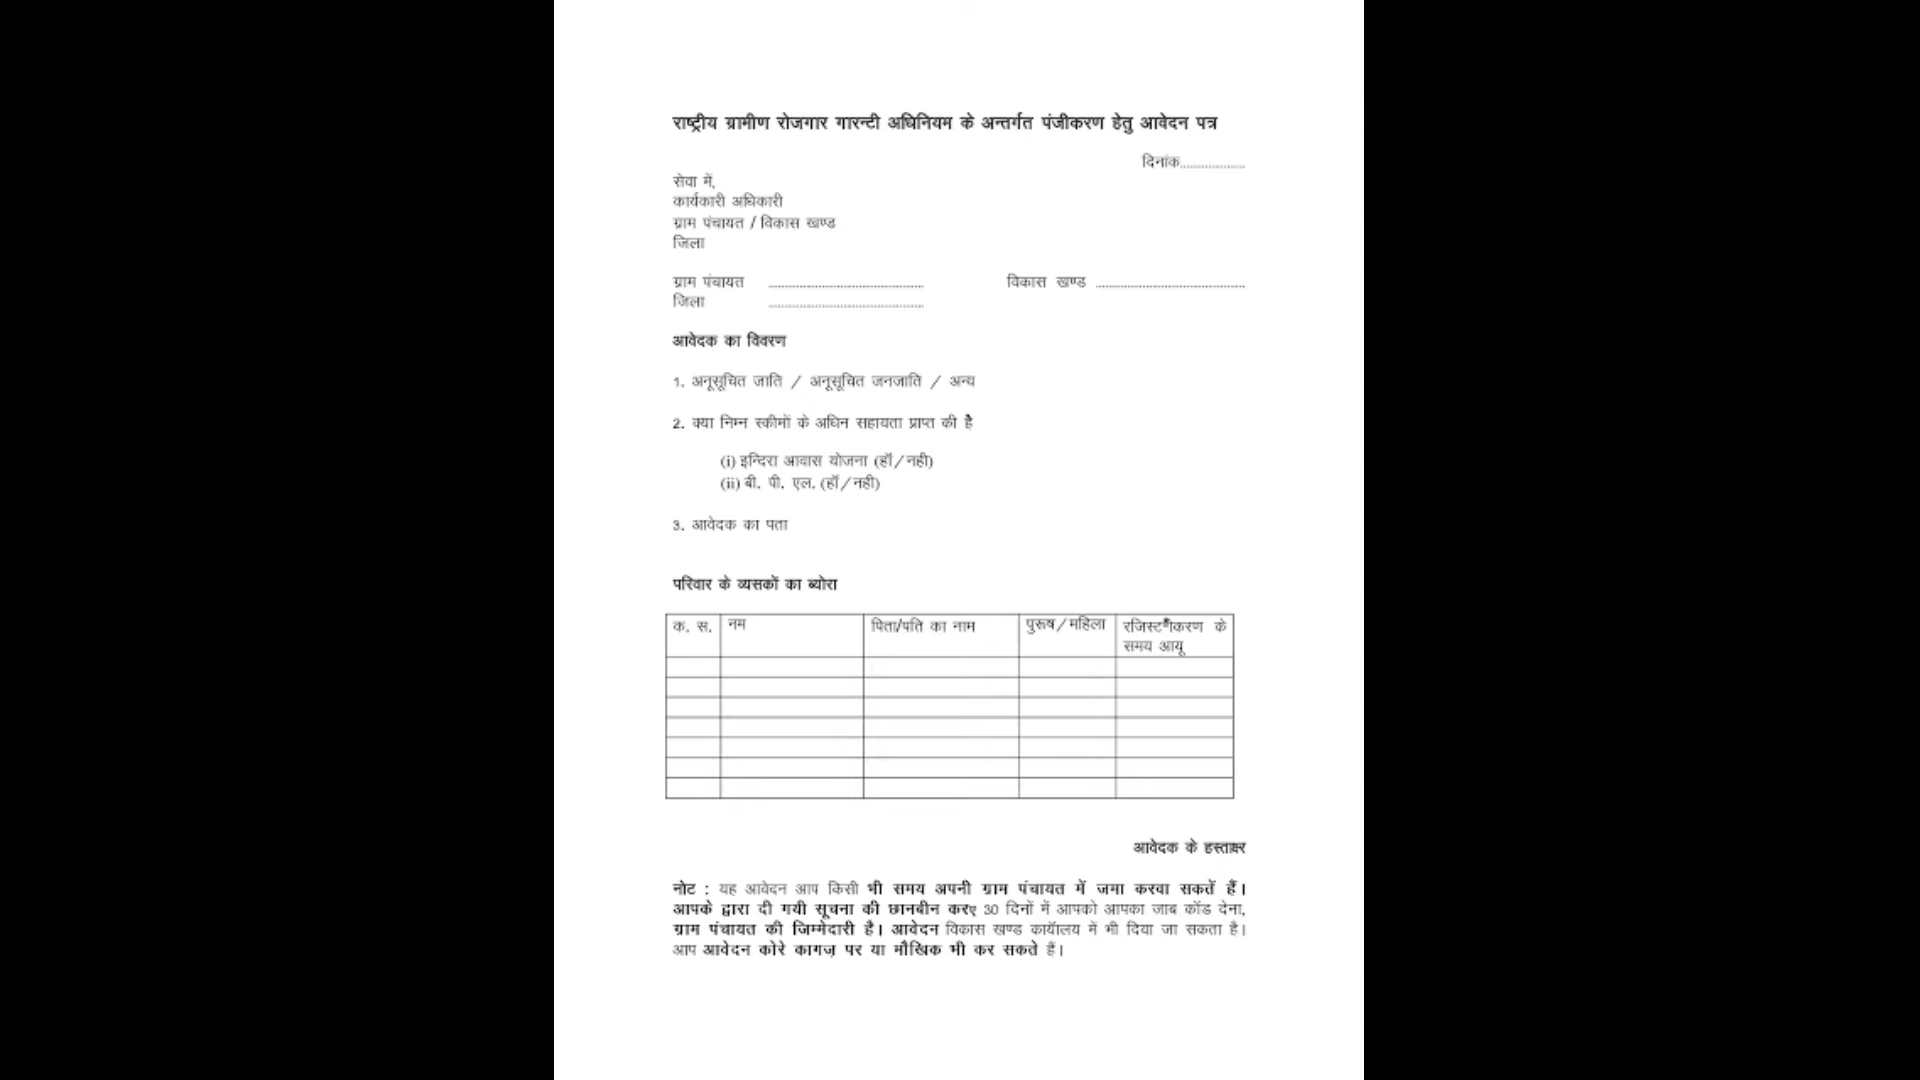 राष्ट्रीय ग्रामीण रोजगार गारन्टी अधिनियम के अन्तर्गत पंजीकरण हेतु आवेदन पत्र
दिनांक...................
सेवा में,
कार्यकारी अधिकारी
ग्राम पंचायत / विकास खण्ड
जिला
ग्राम पंचायत .............................................. विकास खण्ड ............................................
जिला ..............................................
आवेदक का विवरण
1. अनूसूचित जाति / अनूसूचित जनजाति / अन्य
2. क्या निम्न स्कीमों के अधिन सहायता प्राप्त की है
(i) इन्दिरा आवास योजना (हॉ/नही)
(ii) बी. पी. एल. (हॉ/नही)
3. आवेदक का पता
परिवार के व्यसकों का ब्योरा
क. स. नम पिता/पति का नाम पुरूष/महिला रजिस्टीकरण के
समय आयू
आवेदक के हस्ताक्षर
नोट : यह आवेदन आप किसी भी समय अपनी ग्राम पंचायत में जमा करवा सकतें हैं।
आपके द्वारा दी गयी सूचना की छानबीन करए 30 दिनों में आपको आपका जाब कॉड देना,
ग्राम पंचायत की जिम्मेदारी है। आवेदन विकास खण्ड कार्यालय में भी दिया जा सकता है।
आप आवेदन कोरे कागज़ पर या मौखिक भी कर सकते हैं।